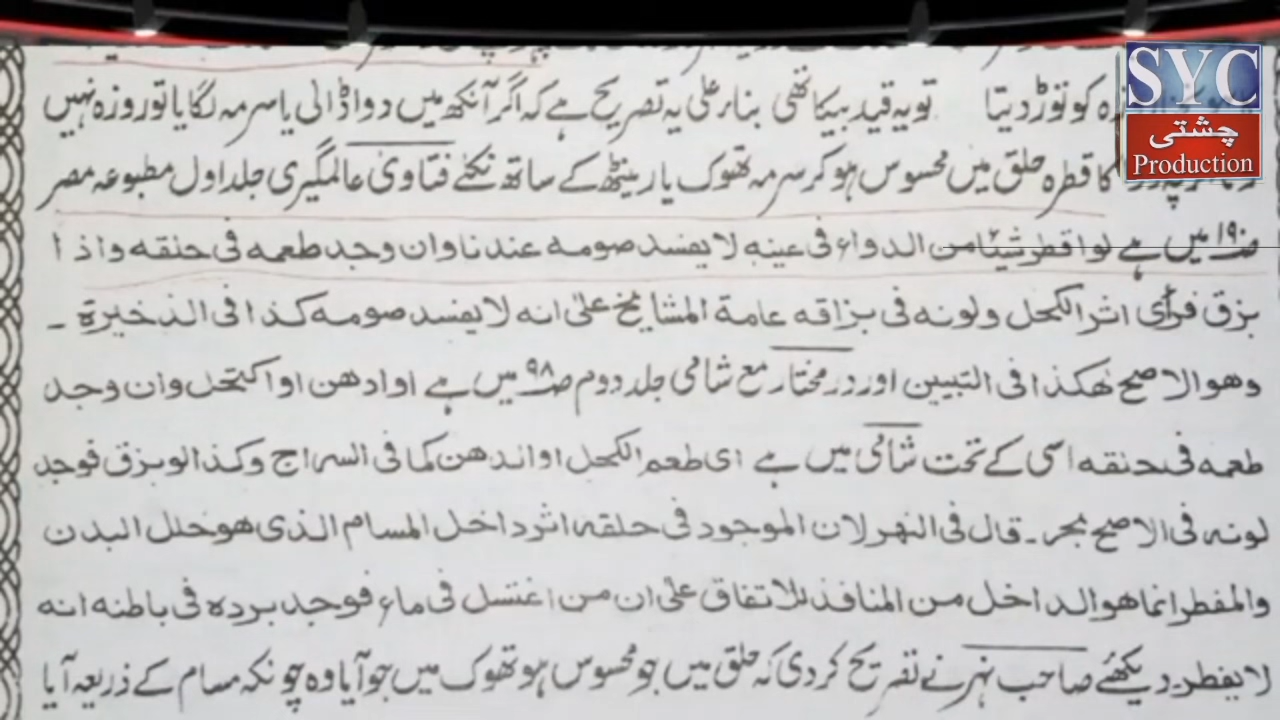 کو توڑ دیتا تو یہ قید بیکار تھی بنا بر علی یہ تصریح ہے کہ اگر آنکھ میں دوا ڈالی یا سرمہ لگایا تو روزہ نہیں
کا قطرہ حلق میں محسوس ہو کر سرمہ تھوک یا رینٹھ کے ساتھ نکلے فتاویٰ عالمگیری جلد اول مطبوعہ مصر
ص۱۹۰ میں ہے لو اقطر شیئا من الدواء فی عینہ لا یفسد صومہ عندنا وان وجد طعمہ فی حلقہ واذا
بزق فرأی اثر الکحل ولونہ فی بزاقہ عامة المشایخ علیٰ انہ لا یفسد صومہ کذا فی الذخیرة ۔
وھو الاصح ھکذا فی التبیین اور در مختار مع شامی جلد دوم ص۹۸ میں ہے او ادھن او اکتحل وان وجد
طعمہ فی حلقہ اسی کے تحت شامی میں ہے ای طعم الکحل او الدھن کما فی السراج وکذا لو بزق فوجد
لونہ فی الاصح بحر ۔ قال فی النھر لان الموجود فی حلقہ اثر داخل المسام الذی ھو خلل البدن
والمفطر انما ھو الداخل من المنافذ للاتفاق علیٰ ان من اغتسل فی ماء فوجد بردہ فی باطنہ انہ
لا یفطر دیکھئے صاحب نہر نے تصریح کر دی کہ حلق میں جو محسوس ہو تھوک میں جو آیا وہ چونکہ مسام کے ذریعہ آیا
SYC
چشتی
Production